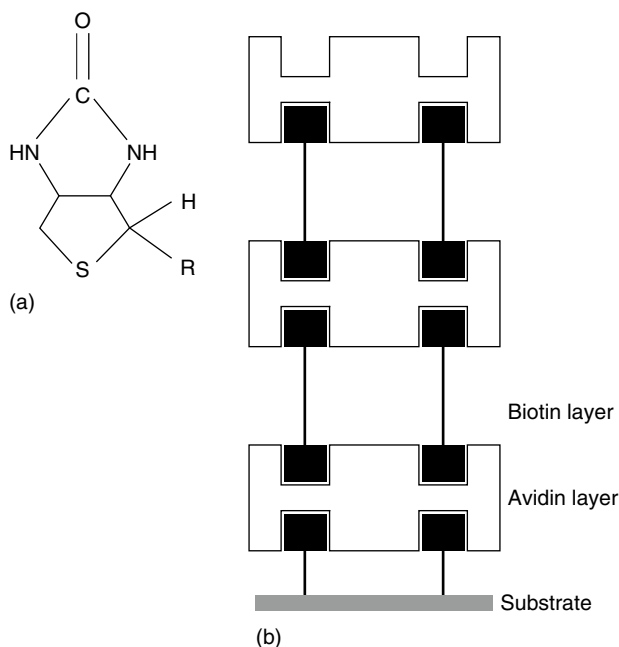 O
C
HN
NH
H
S
R
(a)
Biotin layer
Avidin layer
Substrate
(b)